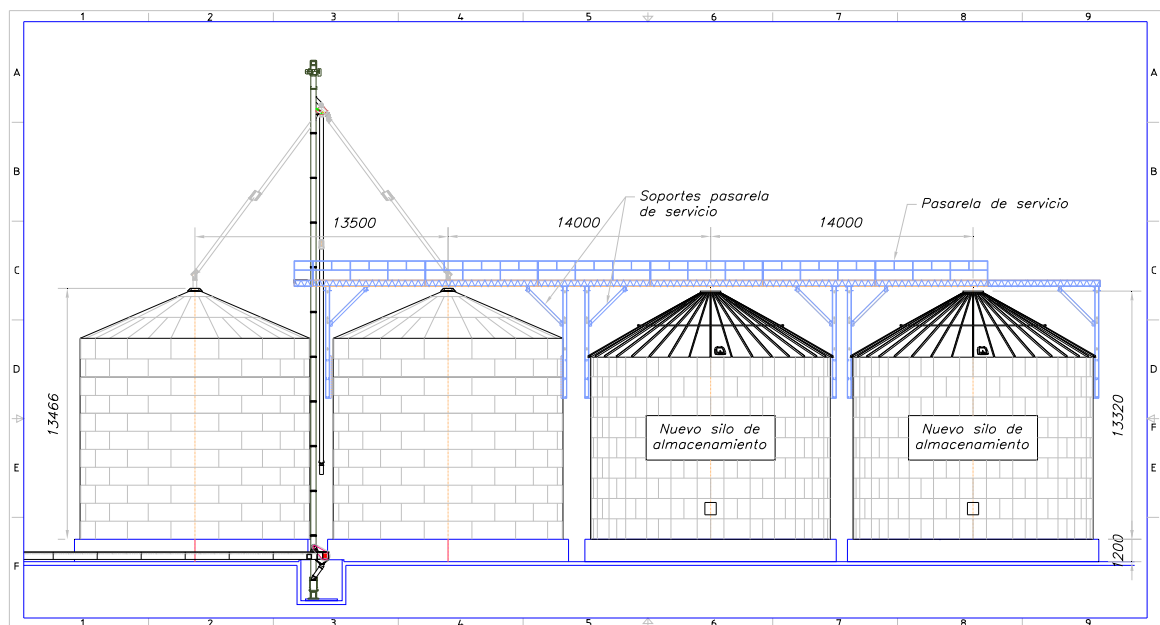 1 2 3 4 5 6 7 8 9
A A
B B
Soportes pasarela
de servicio
Pasarela de servicio
13500
14000
14000
C C
D D
13466
13320
F
Nuevo silo de
almacenamiento
Nuevo silo de
almacenamiento
E E
1200
F
1 2 3 4 5 6 7 8 9